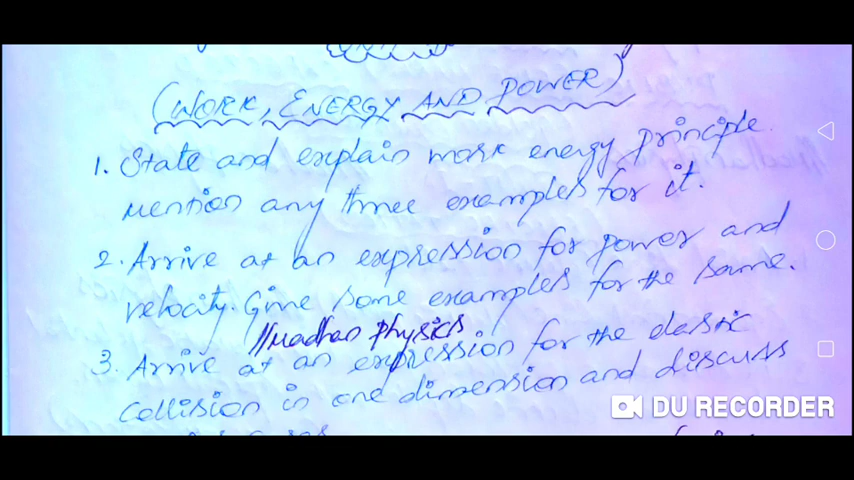 (WORK, ENERGY AND POWER)
1. State and explain work energy principle.
mention any three examples for it.
2. Arrive at an expression for power and
velocity. Give some examples for the same.
//madhan physics
3. Arrive at an expression for the elastic
collision in one dimension and discuss
DU RECORDER